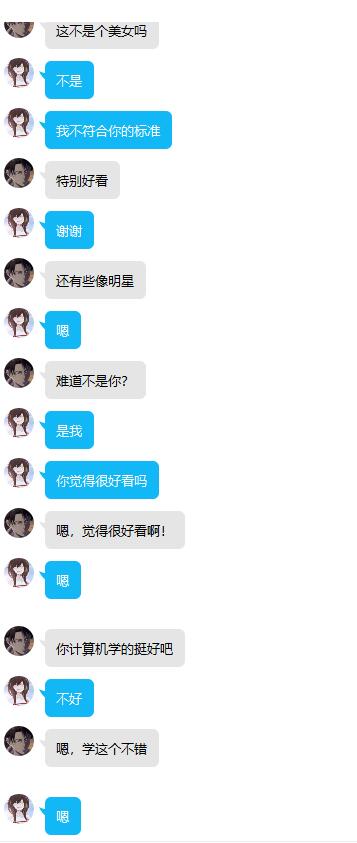 这不是个美女吗
不是
我不符合你的标准
特别好看
谢谢
还有些像明星
嗯
难道不是你？
是我
你觉得很好看吗
嗯，觉得很好看啊！
嗯
你计算机学的挺好吧
不好
嗯，学这个不错
嗯